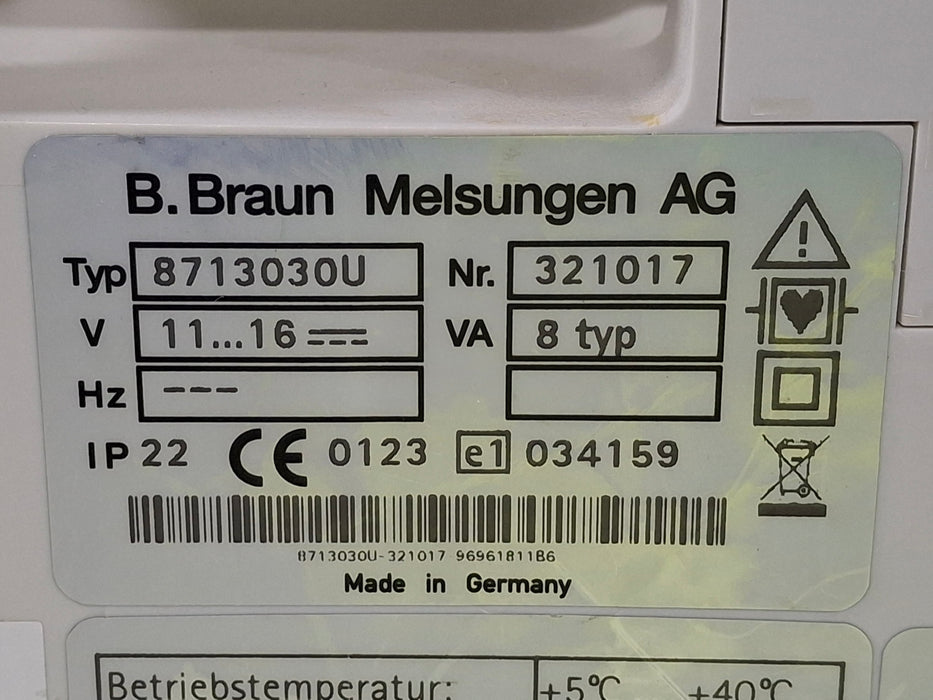 B. Braun Melsungen AG
Typ 8713030U Nr. 321017
V 11...16 ⎓ VA 8 typ
Hz ---
IP 22 CE 0123 e1 034159
8713030U-321017 96961811B6
Made in Germany
Betriebstemperatur: +5°C +40°C